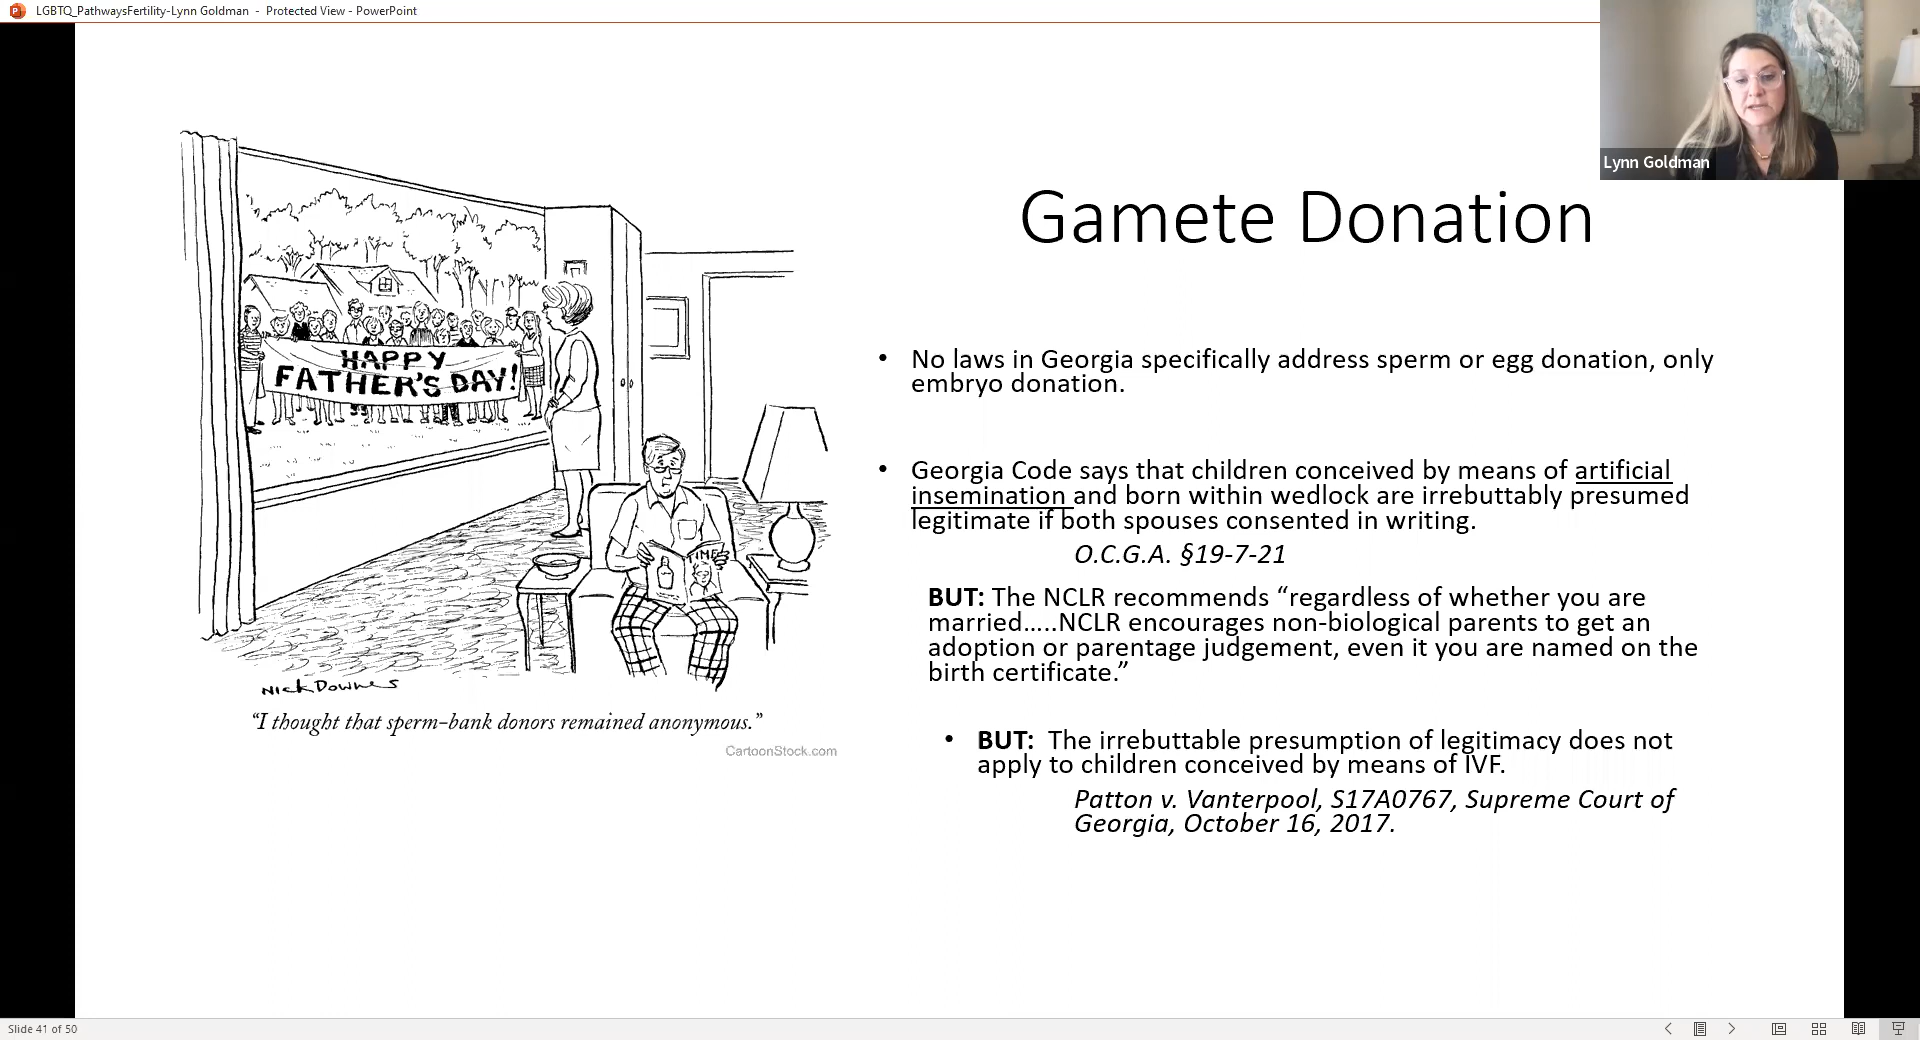 LGBTQ_PathwaysFertility-Lynn Goldman - Protected View - PowerPoint
Lynn Goldman
Gamete Donation
HAPPY
FATHER'S DAY!
• No laws in Georgia specifically address sperm or egg donation, only
embryo donation.
• Georgia Code says that children conceived by means of artificial
insemination and born within wedlock are irrebuttably presumed
legitimate if both spouses consented in writing.
O.C.G.A. §19-7-21
BUT: The NCLR recommends “regardless of whether you are
married.....NCLR encourages non-biological parents to get an
adoption or parentage judgement, even it you are named on the
birth certificate.”
• BUT: The irrebuttable presumption of legitimacy does not
apply to children conceived by means of IVF.
Patton v. Vanterpool, S17A0767, Supreme Court of
Georgia, October 16, 2017.
TIME
Nick Downes
“I thought that sperm-bank donors remained anonymous.”
CartoonStock.com
Slide 41 of 50